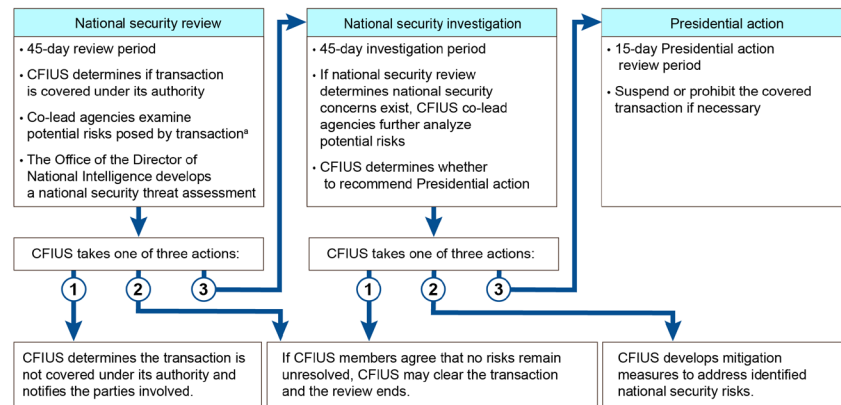 National security review
• 45-day review period
• CFIUS determines if transaction
is covered under its authority
• Co-lead agencies examine
potential risks posed by transactionᵃ
• The Office of the Director of
National Intelligence develops
a national security threat assessment
CFIUS takes one of three actions:
1 2 3
National security investigation
• 45-day investigation period
• If national security review
determines national security
concerns exist, CFIUS co-lead
agencies further analyze
potential risks
• CFIUS determines whether
to recommend Presidential action
CFIUS takes one of three actions:
1 2 3
Presidential action
• 15-day Presidential action
review period
• Suspend or prohibit the covered
transaction if necessary
CFIUS determines the transaction is
not covered under its authority and
notifies the parties involved.
If CFIUS members agree that no risks remain
unresolved, CFIUS may clear the transaction
and the review ends.
CFIUS develops mitigation
measures to address identified
national security risks.